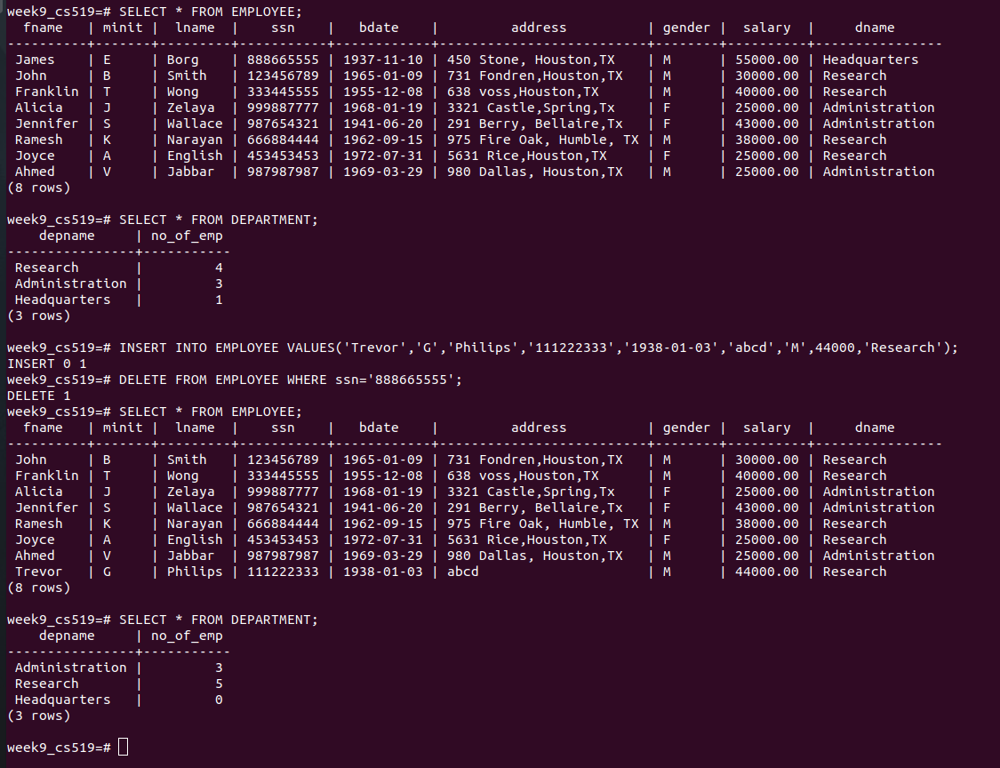 week9_cs519=# SELECT * FROM EMPLOYEE;
  fname   | minit |  lname  |    ssn    |   bdate    |         address          | gender |  salary  |     dname      
----------+-------+---------+-----------+------------+--------------------------+--------+----------+----------------
 James    | E     | Borg    | 888665555 | 1937-11-10 | 450 Stone, Houston,TX    | M      | 55000.00 | Headquarters
 John     | B     | Smith   | 123456789 | 1965-01-09 | 731 Fondren,Houston,TX   | M      | 30000.00 | Research
 Franklin | T     | Wong    | 333445555 | 1955-12-08 | 638 voss,Houston,TX      | M      | 40000.00 | Research
 Alicia   | J     | Zelaya  | 999887777 | 1968-01-19 | 3321 Castle,Spring,Tx    | F      | 25000.00 | Administration
 Jennifer | S     | Wallace | 987654321 | 1941-06-20 | 291 Berry, Bellaire,Tx   | F      | 43000.00 | Administration
 Ramesh   | K     | Narayan | 666884444 | 1962-09-15 | 975 Fire Oak, Humble, TX | M      | 38000.00 | Research
 Joyce    | A     | English | 453453453 | 1972-07-31 | 5631 Rice,Houston,TX     | F      | 25000.00 | Research
 Ahmed    | V     | Jabbar  | 987987987 | 1969-03-29 | 980 Dallas, Houston,TX   | M      | 25000.00 | Administration
(8 rows)

week9_cs519=# SELECT * FROM DEPARTMENT;
    depname     | no_of_emp 
----------------+-----------
 Research       |         4
 Administration |         3
 Headquarters   |         1
(3 rows)

week9_cs519=# INSERT INTO EMPLOYEE VALUES('Trevor','G','Philips','111222333','1938-01-03','abcd','M',44000,'Research');
INSERT 0 1
week9_cs519=# DELETE FROM EMPLOYEE WHERE ssn='888665555';
DELETE 1
week9_cs519=# SELECT * FROM EMPLOYEE;
  fname   | minit |  lname  |    ssn    |   bdate    |         address          | gender |  salary  |     dname      
----------+-------+---------+-----------+------------+--------------------------+--------+----------+----------------
 John     | B     | Smith   | 123456789 | 1965-01-09 | 731 Fondren,Houston,TX   | M      | 30000.00 | Research
 Franklin | T     | Wong    | 333445555 | 1955-12-08 | 638 voss,Houston,TX      | M      | 40000.00 | Research
 Alicia   | J     | Zelaya  | 999887777 | 1968-01-19 | 3321 Castle,Spring,Tx    | F      | 25000.00 | Administration
 Jennifer | S     | Wallace | 987654321 | 1941-06-20 | 291 Berry, Bellaire,Tx   | F      | 43000.00 | Administration
 Ramesh   | K     | Narayan | 666884444 | 1962-09-15 | 975 Fire Oak, Humble, TX | M      | 38000.00 | Research
 Joyce    | A     | English | 453453453 | 1972-07-31 | 5631 Rice,Houston,TX     | F      | 25000.00 | Research
 Ahmed    | V     | Jabbar  | 987987987 | 1969-03-29 | 980 Dallas, Houston,TX   | M      | 25000.00 | Administration
 Trevor   | G     | Philips | 111222333 | 1938-01-03 | abcd                     | M      | 44000.00 | Research
(8 rows)

week9_cs519=# SELECT * FROM DEPARTMENT;
    depname     | no_of_emp 
----------------+-----------
 Administration |         3
 Research       |         5
 Headquarters   |         0
(3 rows)

week9_cs519=#